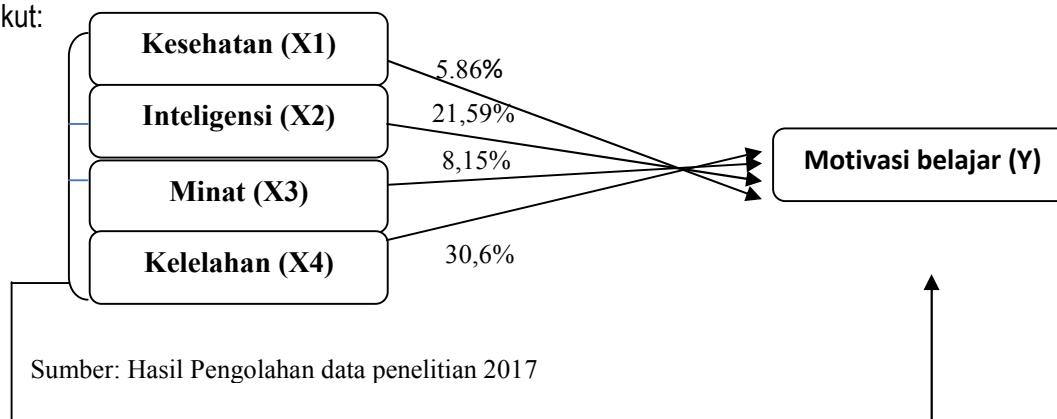 kut:
Kesehatan (X1)
5.86%
Inteligensi (X2)
21,59%
8,15%
Motivasi belajar (Y)
Minat (X3)
Kelelahan (X4)
30,6%
Sumber: Hasil Pengolahan data penelitian 2017